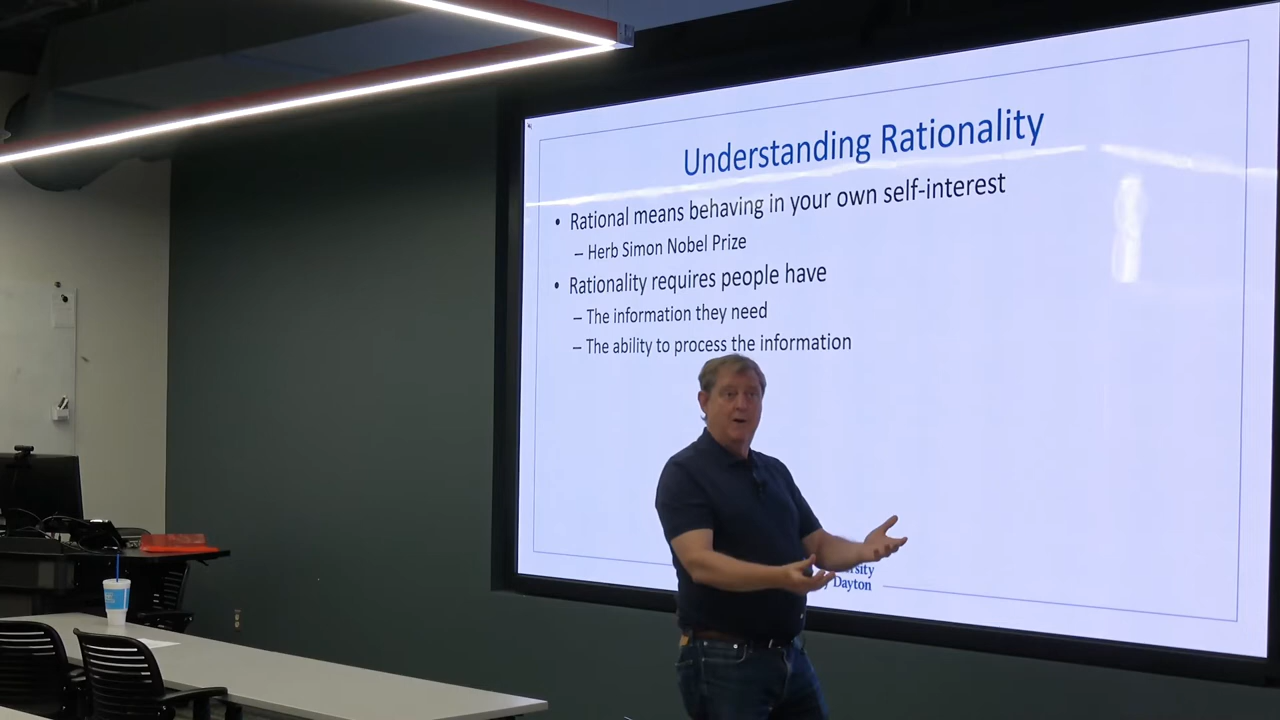 Understanding Rationality
• Rational means behaving in your own self-interest
– Herb Simon Nobel Prize
• Rationality requires people have
– The information they need
– The ability to process the information
Dayton